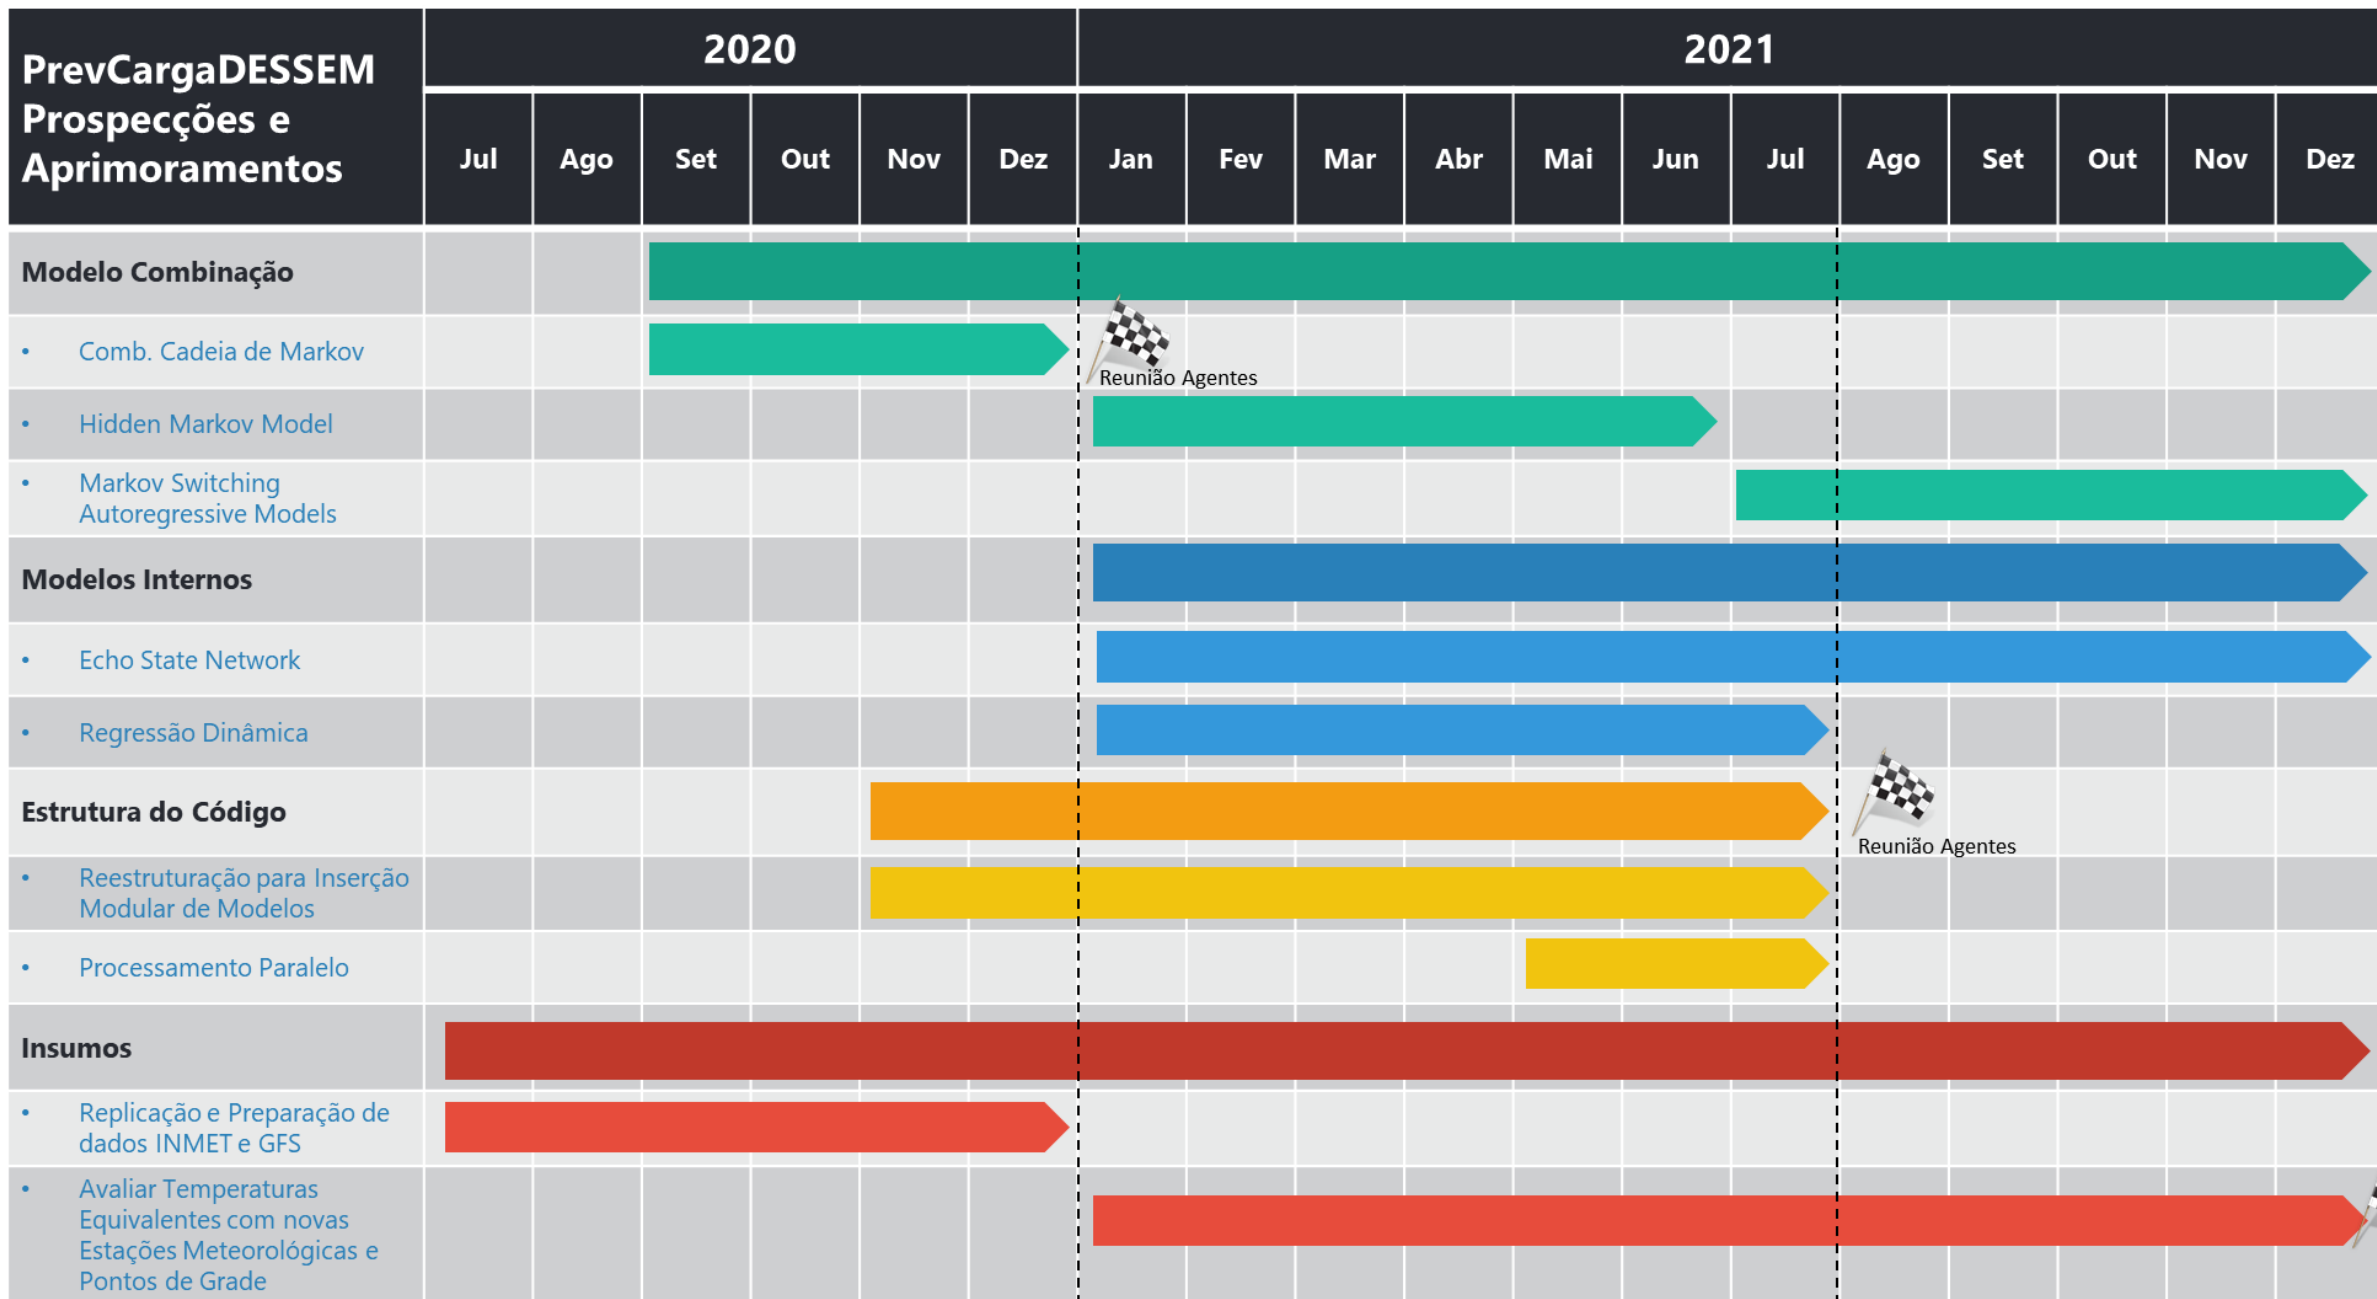 PrevCargaDESSEM
Prospecções e
Aprimoramentos
2020
2021
Jul
Ago
Set
Out
Nov
Dez
Jan
Fev
Mar
Abr
Mai
Jun
Jul
Ago
Set
Out
Nov
Dez
Modelo Combinação
• Comb. Cadeia de Markov
Reunião Agentes
• Hidden Markov Model
• Markov Switching
Autoregressive Models
Modelos Internos
• Echo State Network
• Regressão Dinâmica
Estrutura do Código
Reunião Agentes
• Reestruturação para Inserção
Modular de Modelos
• Processamento Paralelo
Insumos
• Replicação e Preparação de
dados INMET e GFS
• Avaliar Temperaturas
Equivalentes com novas
Estações Meteorológicas e
Pontos de Grade